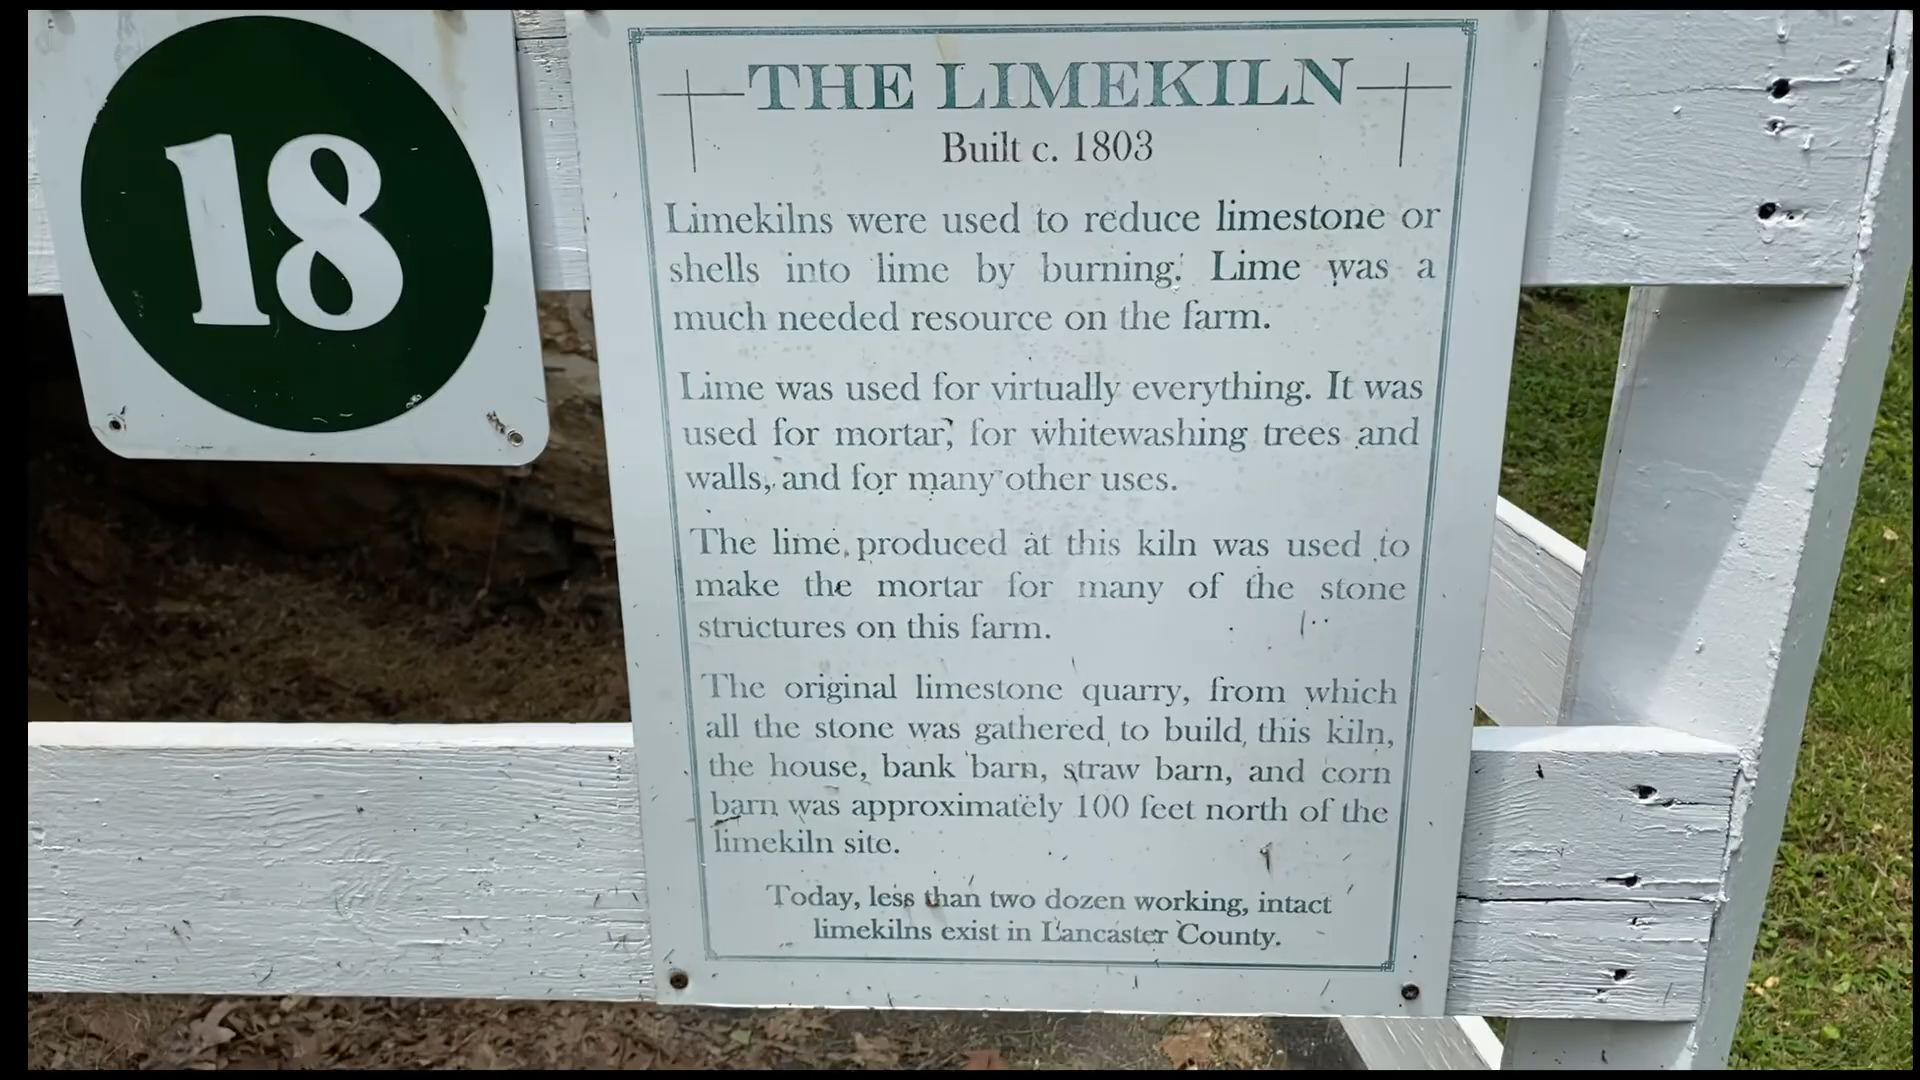 18
THE LIMEKILN
Built c. 1803
Limekilns were used to reduce limestone or
shells into lime by burning. Lime was a
much needed resource on the farm.
Lime was used for virtually everything. It was
used for mortar, for whitewashing trees and
walls, and for many other uses.
The lime produced at this kiln was used to
make the mortar for many of the stone
structures on this farm.
The original limestone quarry, from which
all the stone was gathered to build this kiln,
the house, bank barn, straw barn, and corn
barn was approximately 100 feet north of the
limekiln site.
Today, less than two dozen working, intact
limekilns exist in Lancaster County.